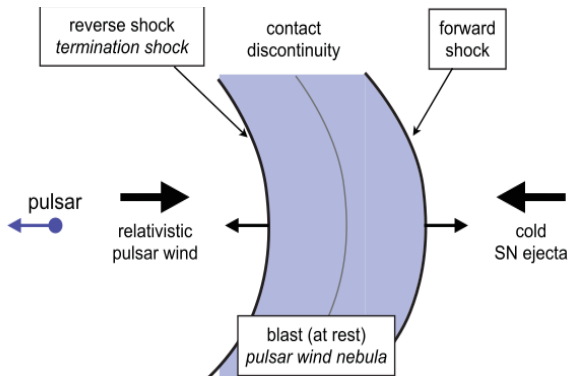 reverse shock
termination shock
contact
discontinuity
forward
shock
pulsar
relativistic
pulsar wind
cold
SN ejecta
blast (at rest)
pulsar wind nebula